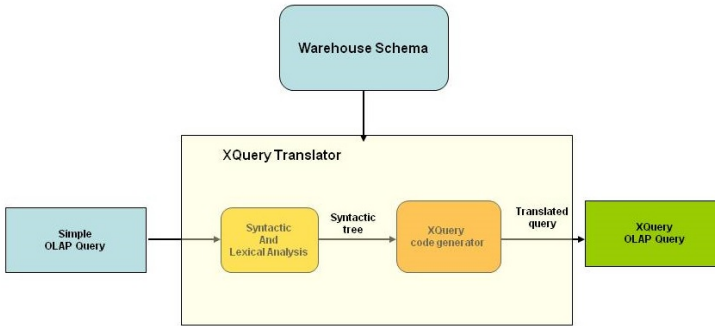 Warehouse Schema
XQuery Translator
Simple
OLAP Query
Syntactic
And
Lexical Analysis
Syntactic
tree
XQuery
code generator
Translated
query
XQuery
OLAP Query